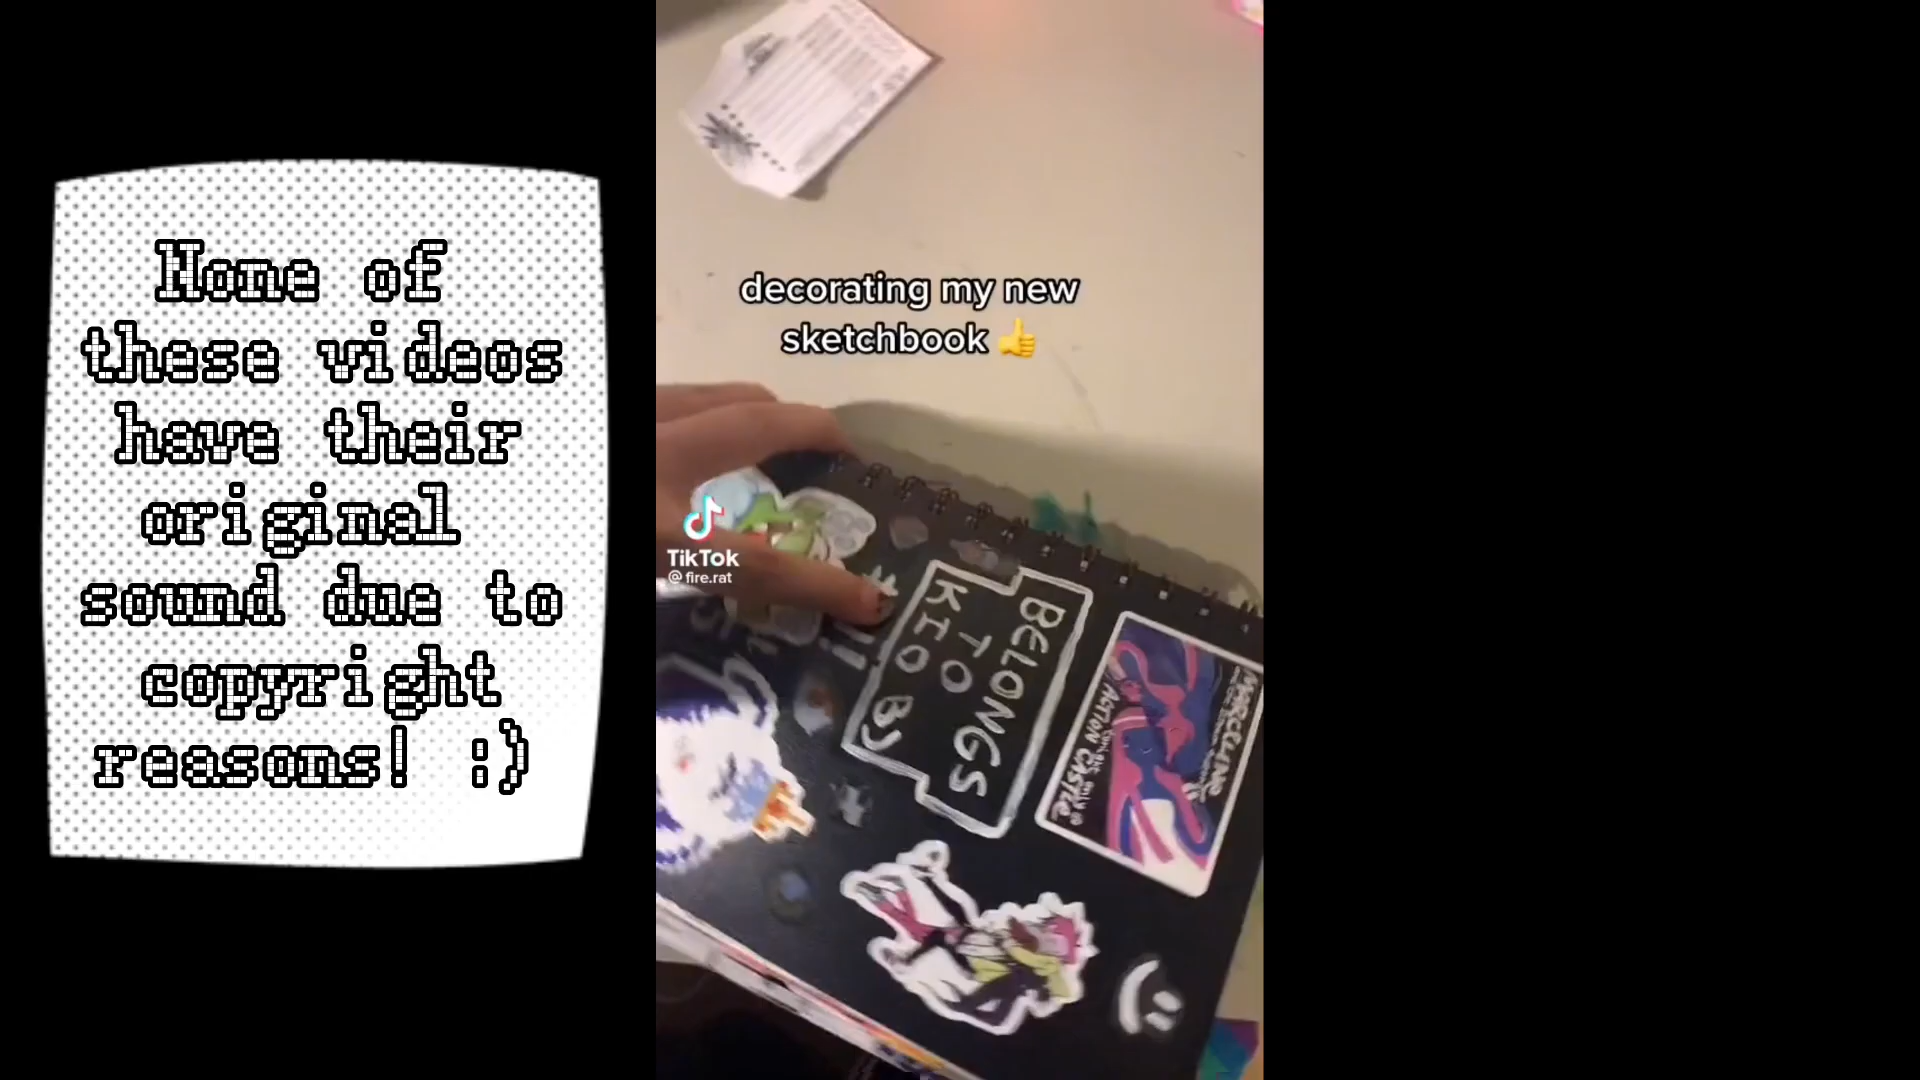 None of
these videos
have their
original
sound due to
copyright
reasons! :)
decorating my new
sketchbook 👍
TikTok
@fire.rat
BELONGS
TO
KIO B)
MARCELINE
ACTION CASTLE